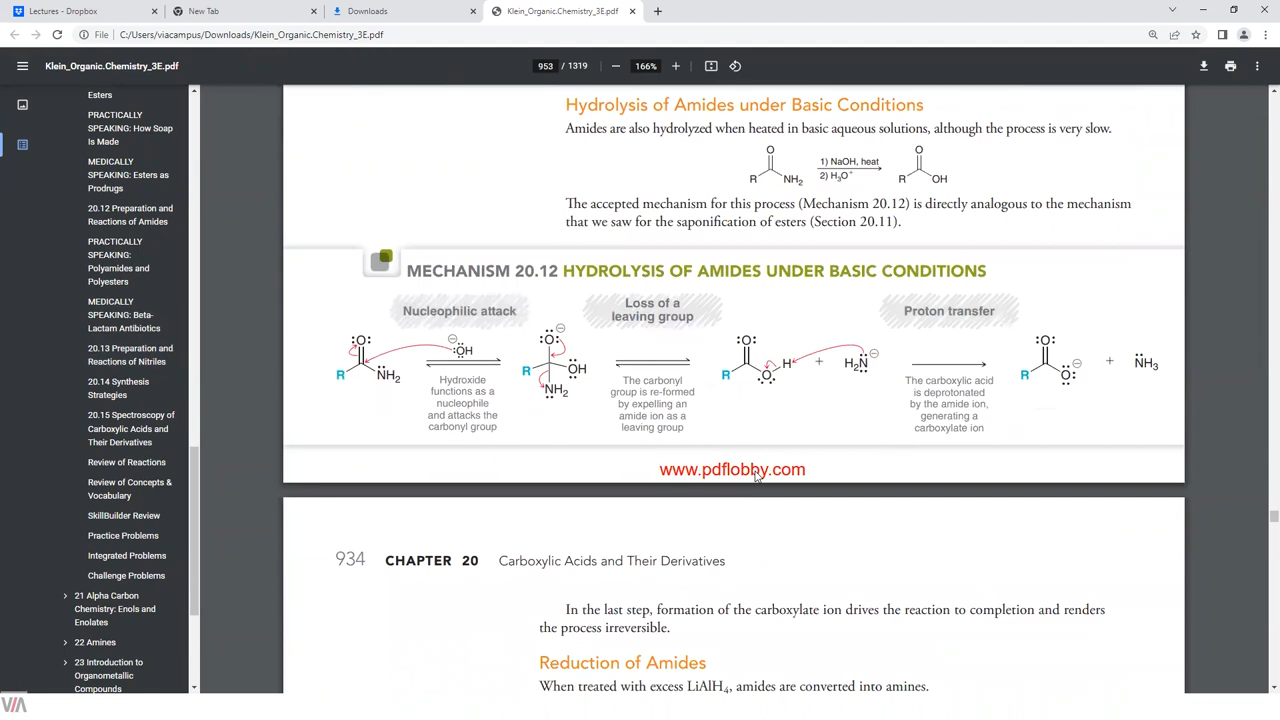 Lectures - Dropbox
New Tab
Downloads
Klein_Organic.Chemistry_3E.pdf
File
C:/Users/viacampus/Downloads/Klein_Organic.Chemistry_3E.pdf
Klein_Organic.Chemistry_3E.pdf
953 / 1319
166%
Esters
PRACTICALLY
SPEAKING: How Soap
Is Made
MEDICALLY
SPEAKING: Esters as
Prodrugs
20.12 Preparation and
Reactions of Amides
PRACTICALLY
SPEAKING:
Polyamides and
Polyesters
MEDICALLY
SPEAKING: Beta-
Lactam Antibiotics
20.13 Preparation and
Reactions of Nitriles
20.14 Synthesis
Strategies
20.15 Spectroscopy of
Carboxylic Acids and
Their Derivatives
Review of Reactions
Review of Concepts &
Vocabulary
SkillBuilder Review
Practice Problems
Integrated Problems
Challenge Problems
21 Alpha Carbon
Chemistry: Enols and
Enolates
22 Amines
23 Introduction to
Organometallic
Compounds
Hydrolysis of Amides under Basic Conditions
Amides are also hydrolyzed when heated in basic aqueous solutions, although the process is very slow.
O
R NH₂
1) NaOH, heat
2) H₃O⁺
O
R OH
The accepted mechanism for this process (Mechanism 20.12) is directly analogous to the mechanism
that we saw for the saponification of esters (Section 20.11).
MECHANISM 20.12 HYDROLYSIS OF AMIDES UNDER BASIC CONDITIONS
Nucleophilic attack
Loss of a
leaving group
Proton transfer
O
R NH₂
⊖
OH
Hydroxide
functions as a
nucleophile
and attacks the
carbonyl group
O ⊖
R OH
NH₂
The carbonyl
group is re-formed
by expelling an
amide ion as a
leaving group
O
R O H
+
H₂N ⊖
The carboxylic acid
is deprotonated
by the amide ion,
generating a
carboxylate ion
O
R O ⊖
+
NH₃
www.pdflobby.com
934 CHAPTER 20 Carboxylic Acids and Their Derivatives
In the last step, formation of the carboxylate ion drives the reaction to completion and renders
the process irreversible.
Reduction of Amides
When treated with excess LiAlH₄, amides are converted into amines.
VIA